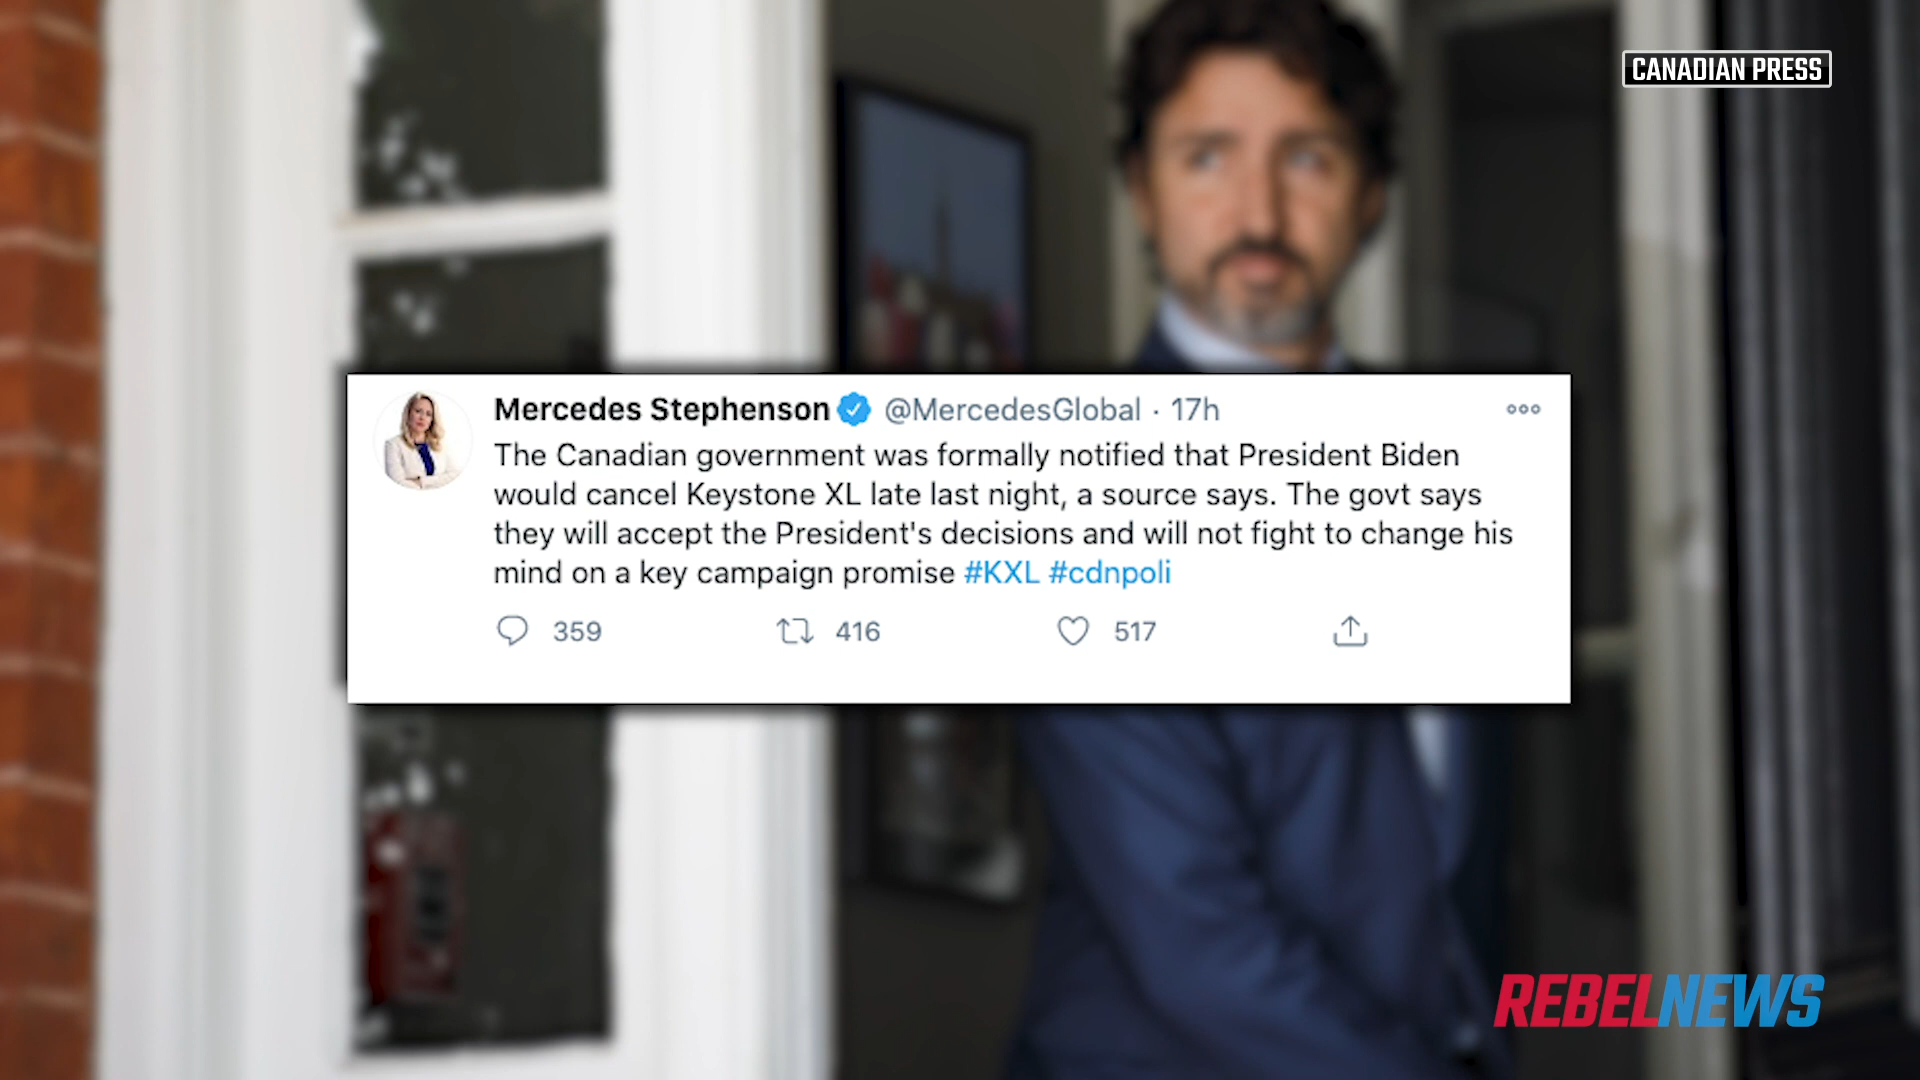 CANADIAN PRESS
Mercedes Stephenson @MercedesGlobal · 17h
The Canadian government was formally notified that President Biden
would cancel Keystone XL late last night, a source says. The govt says
they will accept the President's decisions and will not fight to change his
mind on a key campaign promise #KXL #cdnpoli
359 416 517
REBELNEWS